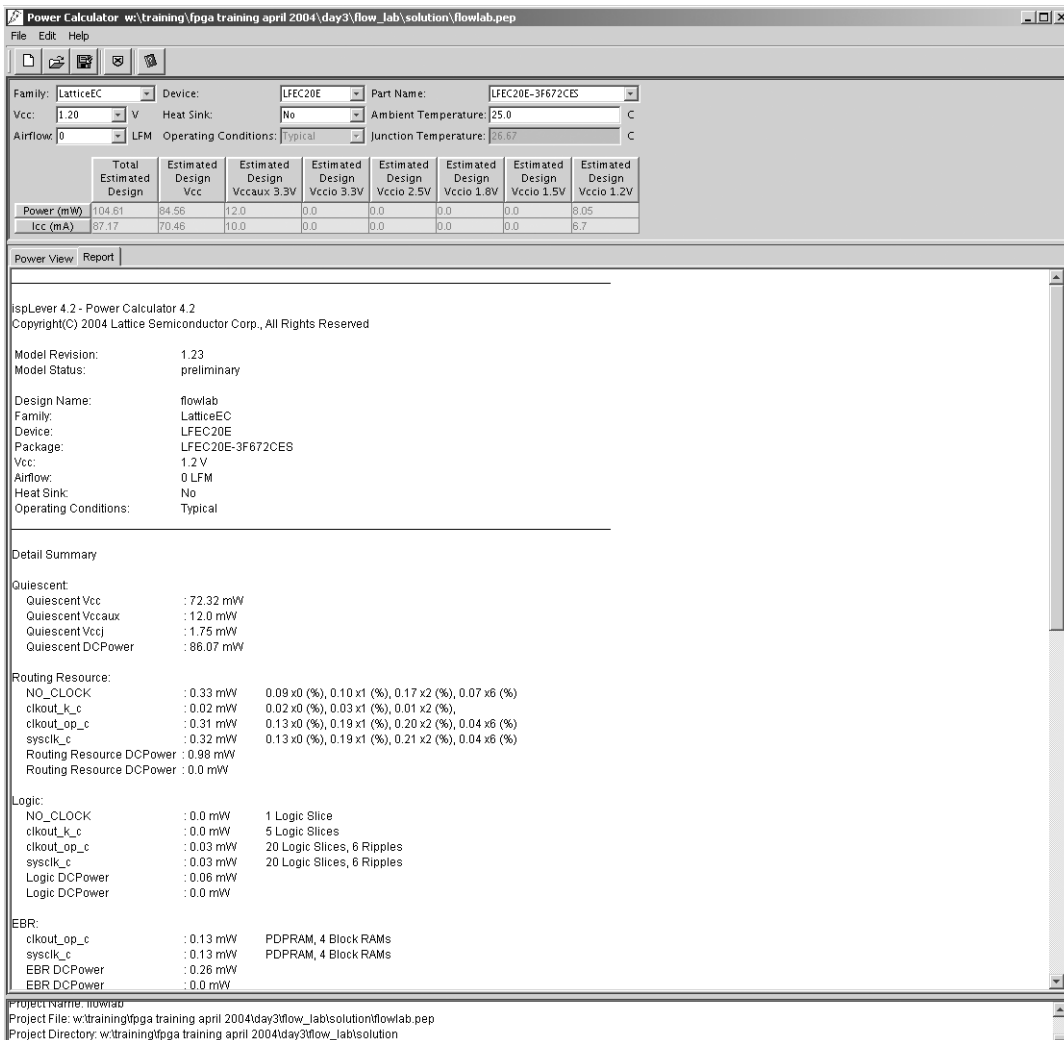 Power Calculator w:\training\fpga training april 2004\day3\flow_lab\solution\flowlab.pep
File Edit Help
Family: LatticeEC Device: LFEC20E Part Name: LFEC20E-3F672CES
Vcc: 1.20 V Heat Sink: No Ambient Temperature: 25.0 C
Airflow: 0 LFM Operating Conditions: Typical Junction Temperature: 26.67 C
Total Estimated Design Estimated Design Vcc Estimated Design Vccaux 3.3V Estimated Design Vccio 3.3V Estimated Design Vccio 2.5V Estimated Design Vccio 1.8V Estimated Design Vccio 1.5V Estimated Design Vccio 1.2V
Power (mW) 104.61 84.56 12.0 0.0 0.0 0.0 0.0 8.05
Icc (mA) 87.17 70.46 10.0 0.0 0.0 0.0 0.0 6.7
Power View Report
ispLever 4.2 - Power Calculator 4.2
Copyright(C) 2004 Lattice Semiconductor Corp., All Rights Reserved
Model Revision: 1.23
Model Status: preliminary
Design Name: flowlab
Family: LatticeEC
Device: LFEC20E
Package: LFEC20E-3F672CES
Vcc: 1.2 V
Airflow: 0 LFM
Heat Sink: No
Operating Conditions: Typical
Detail Summary
Quiescent:
Quiescent Vcc : 72.32 mW
Quiescent Vccaux : 12.0 mW
Quiescent Vccj : 1.75 mW
Quiescent DCPower : 86.07 mW
Routing Resource:
NO_CLOCK : 0.33 mW 0.09 x0 (%), 0.10 x1 (%), 0.17 x2 (%), 0.07 x6 (%)
clkout_k_c : 0.02 mW 0.02 x0 (%), 0.03 x1 (%), 0.01 x2 (%),
clkout_op_c : 0.31 mW 0.13 x0 (%), 0.19 x1 (%), 0.20 x2 (%), 0.04 x6 (%)
sysclk_c : 0.32 mW 0.13 x0 (%), 0.19 x1 (%), 0.21 x2 (%), 0.04 x6 (%)
Routing Resource DCPower : 0.98 mW
Routing Resource DCPower : 0.0 mW
Logic:
NO_CLOCK : 0.0 mW 1 Logic Slice
clkout_k_c : 0.0 mW 5 Logic Slices
clkout_op_c : 0.03 mW 20 Logic Slices, 6 Ripples
sysclk_c : 0.03 mW 20 Logic Slices, 6 Ripples
Logic DCPower : 0.06 mW
Logic DCPower : 0.0 mW
EBR:
clkout_op_c : 0.13 mW PDPRAM, 4 Block RAMs
sysclk_c : 0.13 mW PDPRAM, 4 Block RAMs
EBR DCPower : 0.26 mW
EBR DCPower : 0.0 mW
Project Name: flowlab
Project File: w:\training\fpga training april 2004\day3\flow_lab\solution\flowlab.pep
Project Directory: w:\training\fpga training april 2004\day3\flow_lab\solution